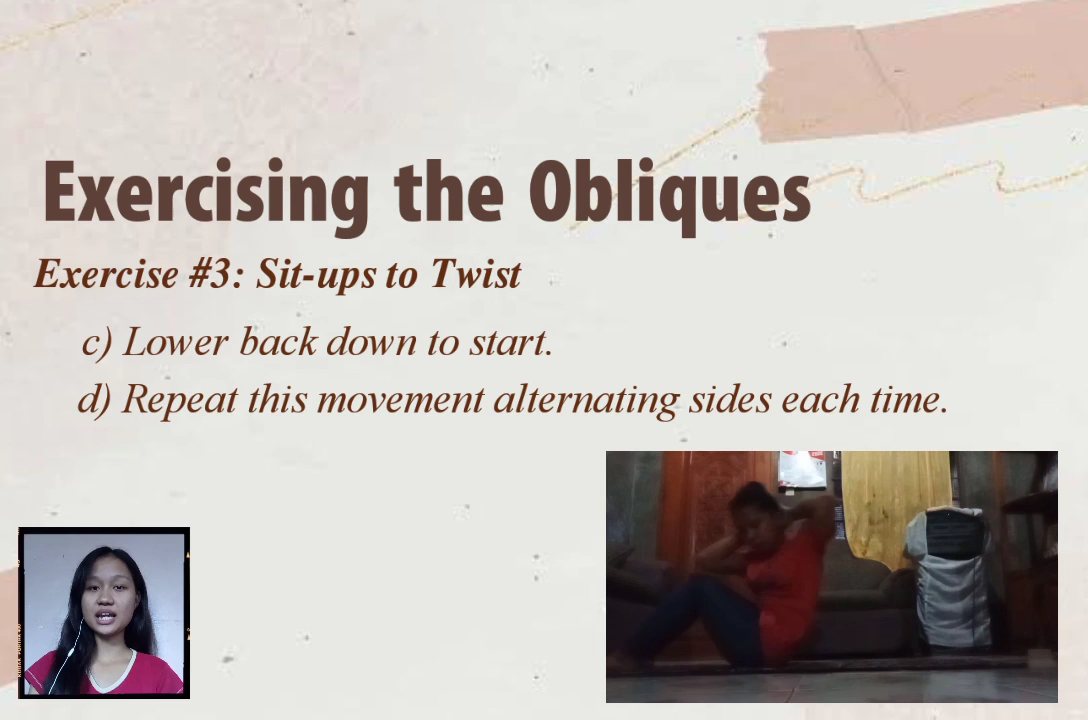 Exercising the Obliques
Exercise #3: Sit-ups to Twist
c) Lower back down to start.
d) Repeat this movement alternating sides each time.